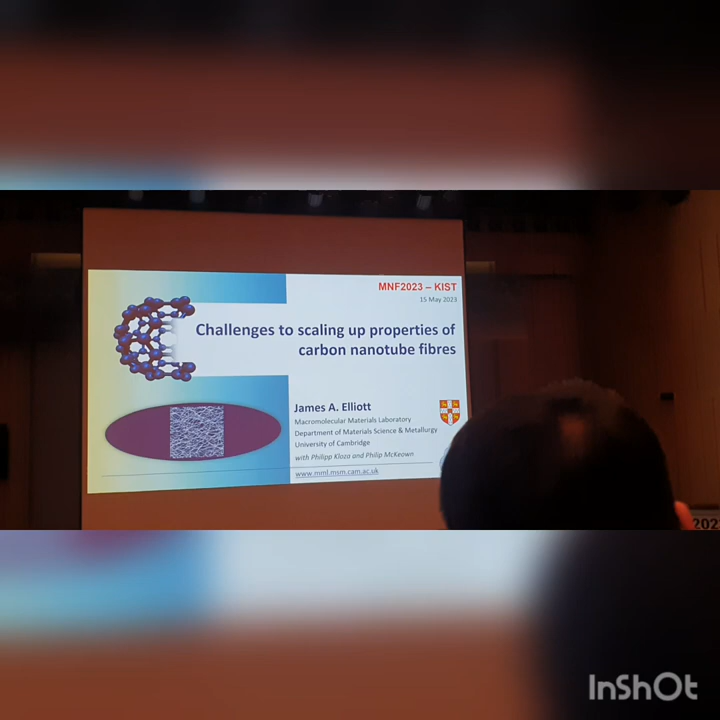 MNF2023 – KIST
15 May 2023
Challenges to scaling up properties of
carbon nanotube fibres
James A. Elliott
Macromolecular Materials Laboratory
Department of Materials Science & Metallurgy
University of Cambridge
with Philipp Kloza and Philip McKeown
www.mml.msm.cam.ac.uk
202
InShOt